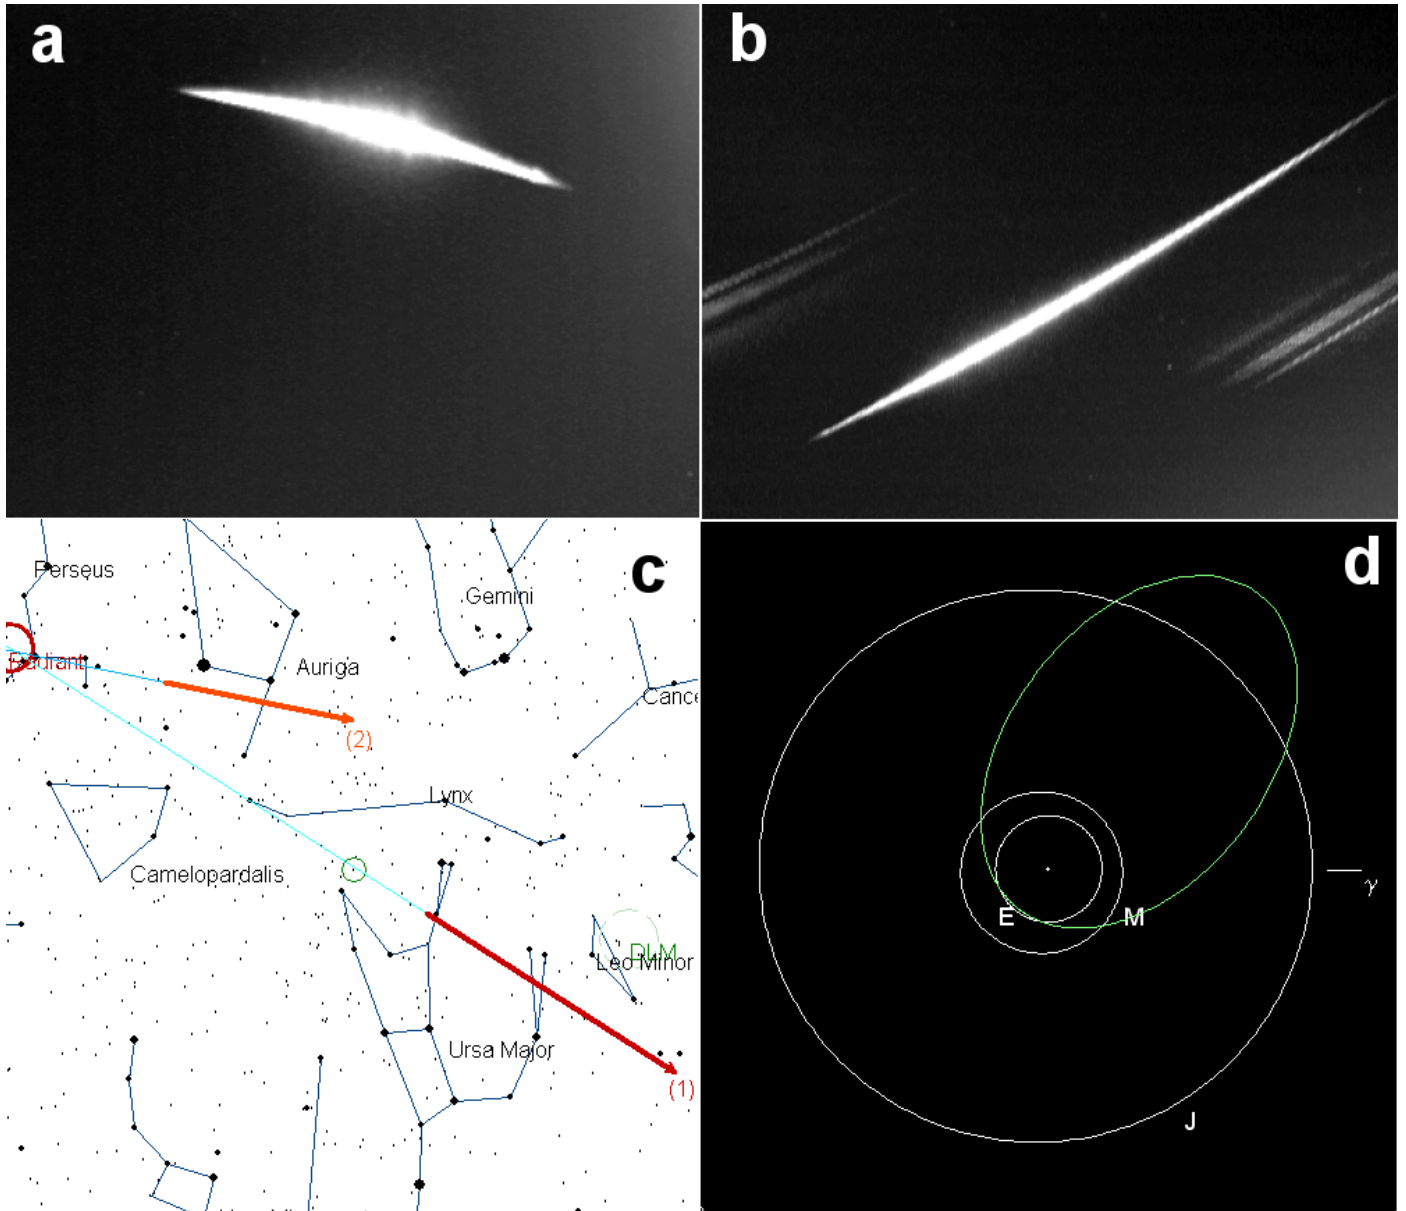 a
b
c
Perseus
Gemini
Radiant
Auriga
Cance
(2)
Lynx
Camelopardalis
DLM
Leo Minor
Ursa Major
(1)
d
E
M
γ
J